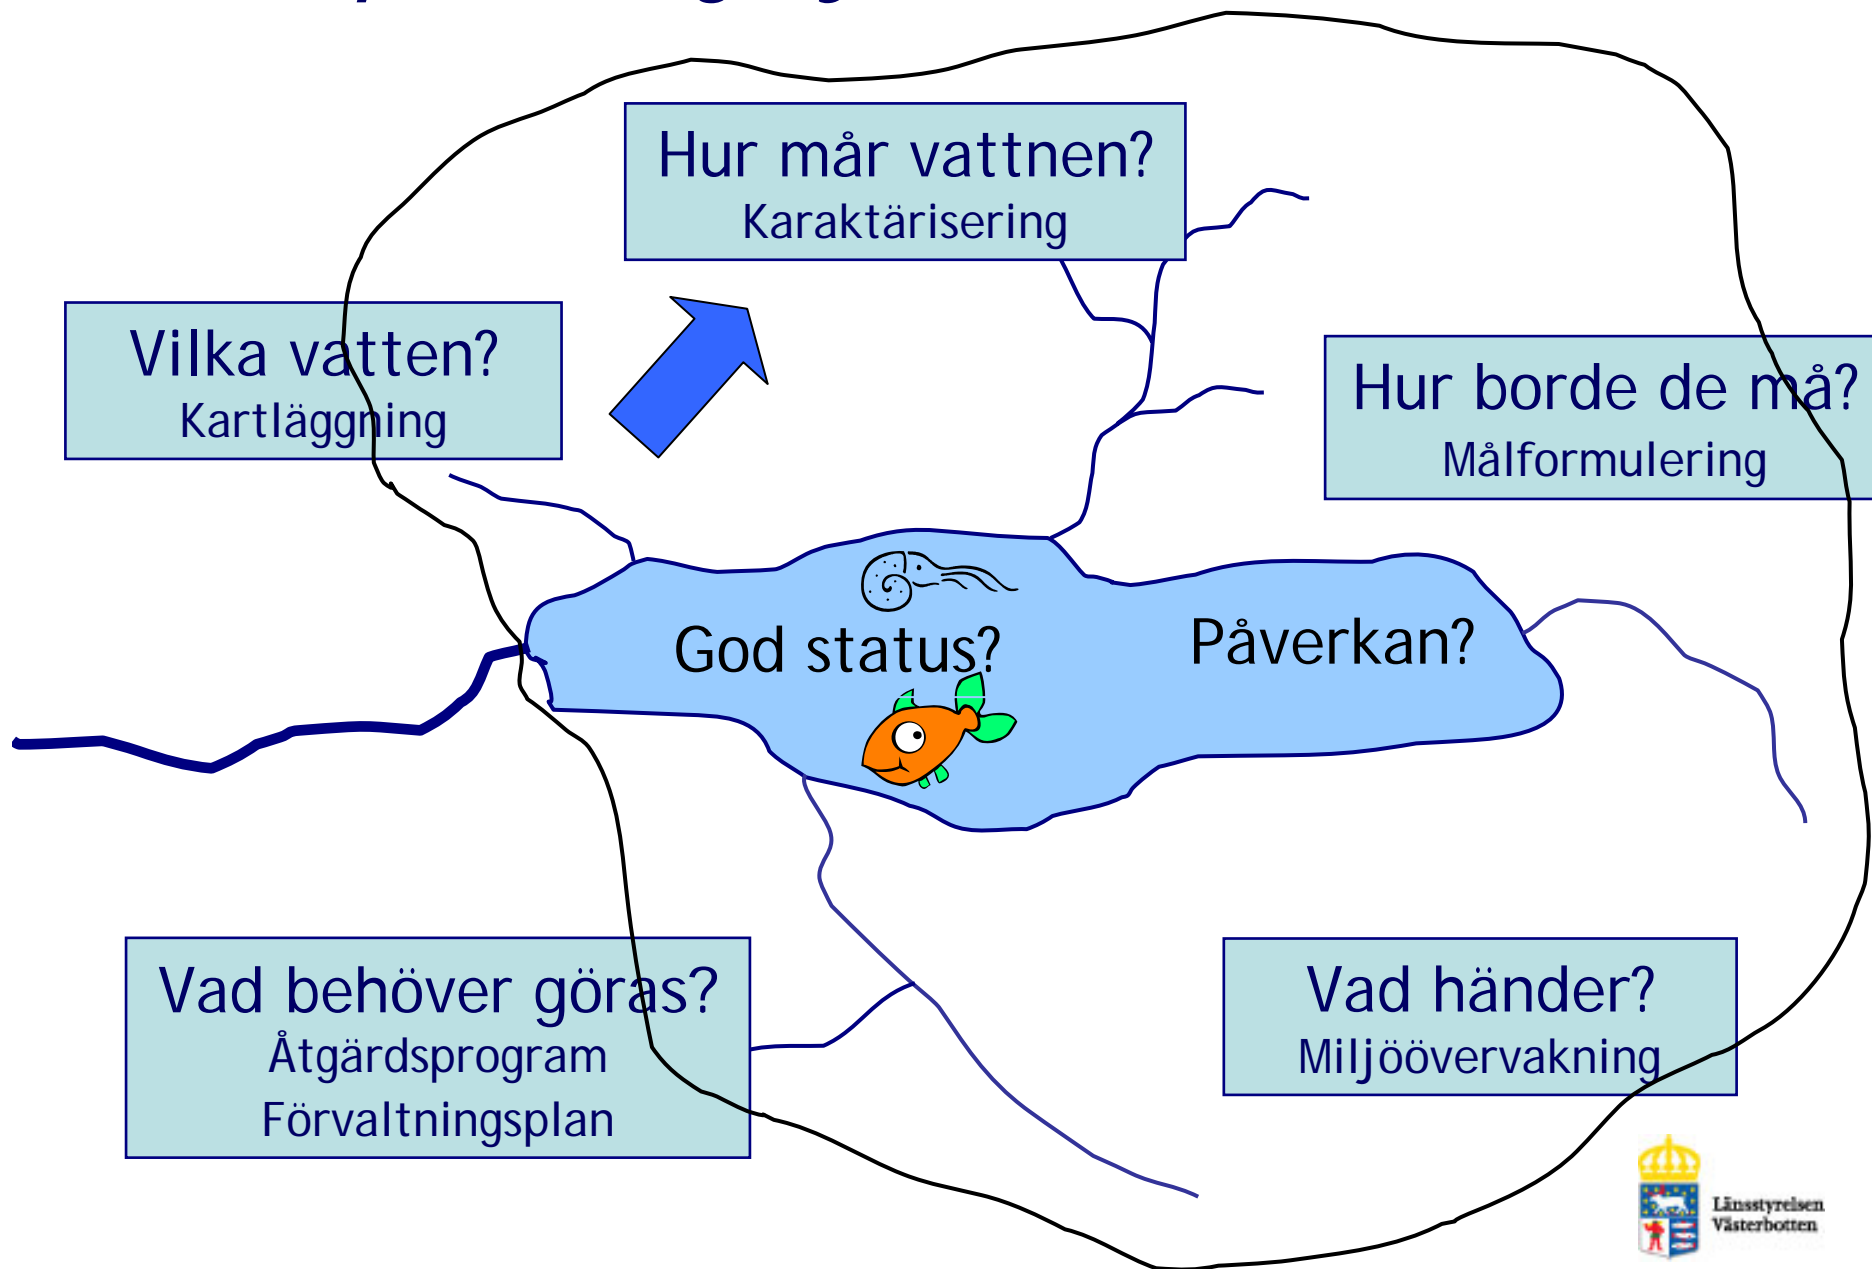 Hur mår vattnen?
Karaktärisering
Vilka vatten?
Kartläggning
Hur borde de må?
Målformulering
God status?
Påverkan?
Vad behöver göras?
Åtgärdsprogram
Förvaltningsplan
Vad händer?
Miljöövervakning
Länsstyrelsen
Västerbotten